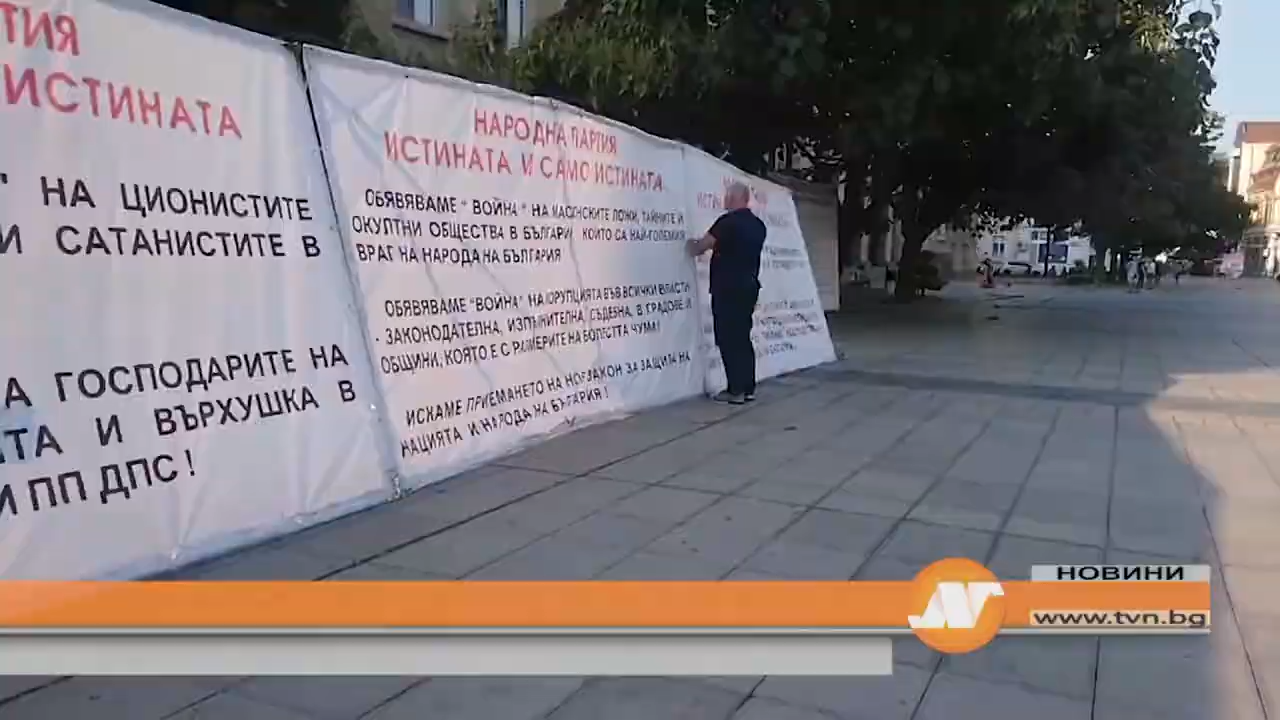 ТИЯ
ИСТИНАТА
НА ЦИОНИСТИТЕ
И САТАНИСТИТЕ В
А ГОСПОДАРИТЕ НА
ТА И ВЪРХУШКА В
И ПП ДПС !
НАРОДНА ПАРТИЯ
ИСТИНАТА И САМО ИСТИНАТА
ОБЯВЯВАМЕ " ВОЙНА " НА МАСОНСКИТЕ ЛОЖИ, ТАЙНИТЕ И
ОКУЛТНИ ОБЩЕСТВА В БЪЛГАРИ КОИТО СА НАЙ-ГОЛЕМИЯ
ВРАГ НА НАРОДА НА БЪЛГАРИЯ
ОБЯВЯВАМЕ "ВОЙНА" НА КОРУПЦИЯТА ВЪВ ВСИЧКИ ВЛАСТИ
- ЗАКОНОДАТЕЛНА, ИЗПЪЛНИТЕЛНА, СЪДЕБНА, В ГРАДОВЕ И
ОБЩИНИ, КОЯТО Е С РАЗМЕРИТЕ НА БОЛЕСТТА ЧУМА!
ИСКАМЕ ПРИЕМАНЕТО НА НОВ ЗАКОН ЗА ЗАЩИТА НА
НАЦИЯТА И НАРОДА НА БЪЛГАРИЯ !
НОВИНИ
www.tvn.bg